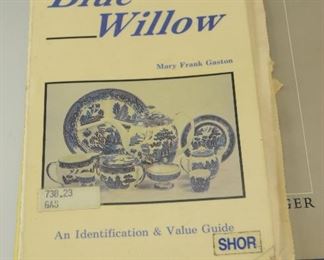 Blue
Willow
Mary Frank Gaston
738.23
GAS
An Identification & Value Guide
SHOR
GER